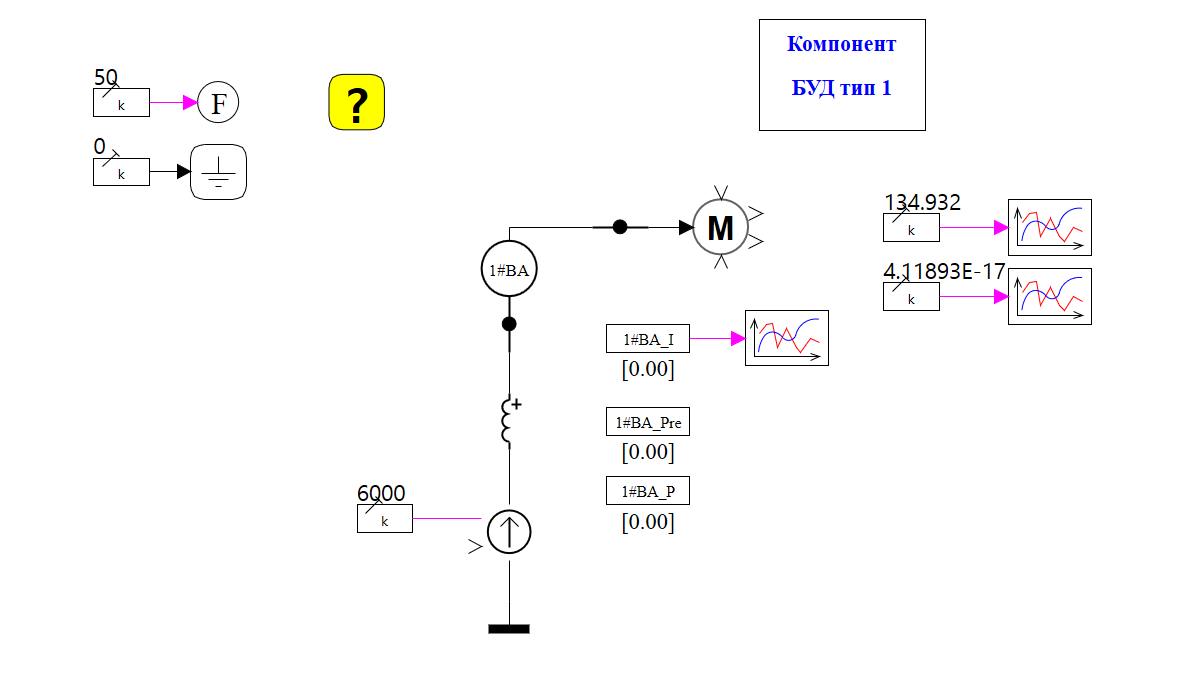 Компонент
БУД тип 1
50
k
F
?
0
k
134.932
k
M
4.11893E-17
k
1#BA
1#BA_I
[0.00]
1#BA_Pre
[0.00]
1#BA_P
[0.00]
6000
k